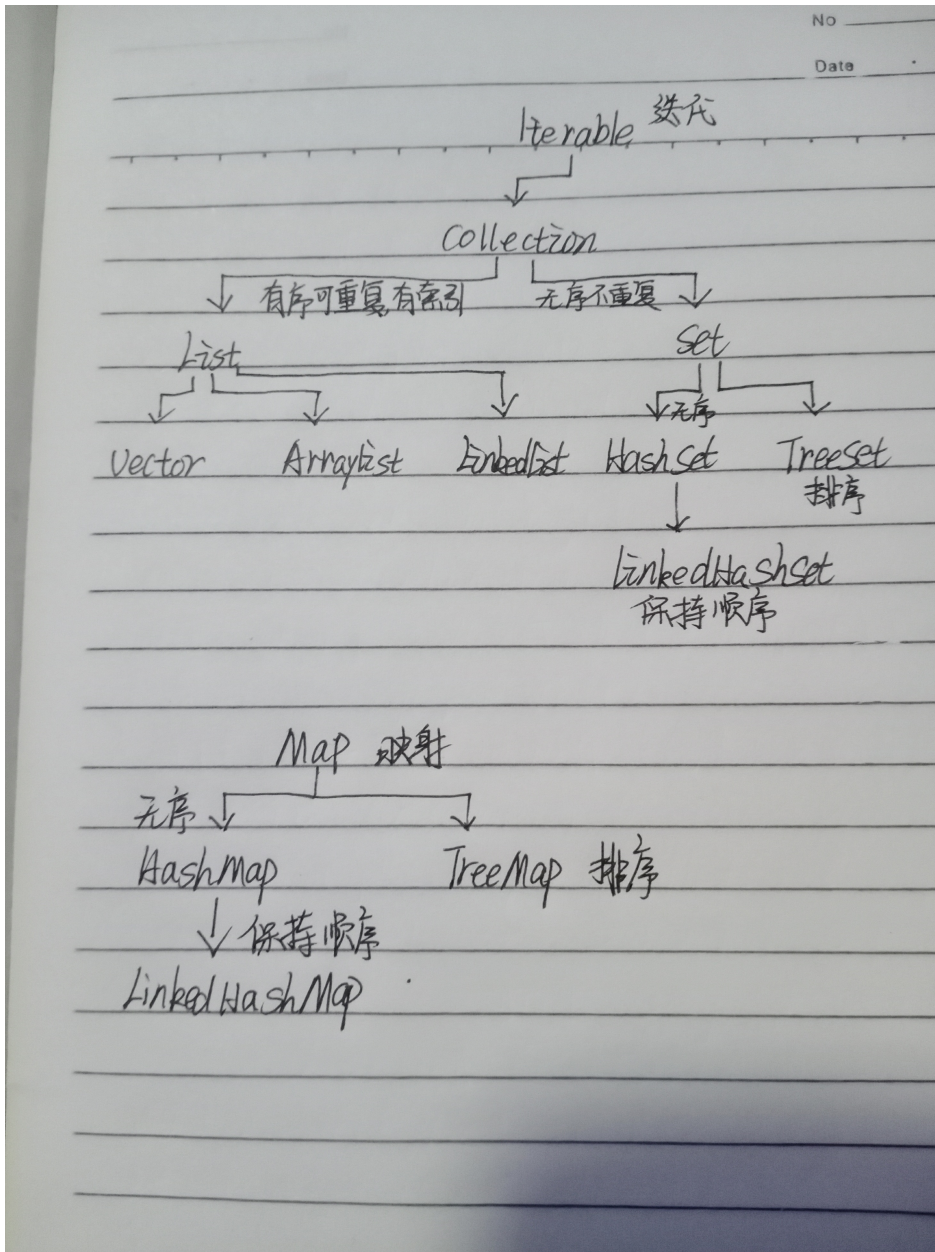 No
Date
Iterable 迭代
Collection
有序可重复,有索引 无序不重复
List Set
无序
Vector ArrayList LinkedList HashSet TreeSet
排序
LinkedHashSet
保持顺序
Map 映射
无序
HashMap TreeMap 排序
保持顺序
LinkedHashMap